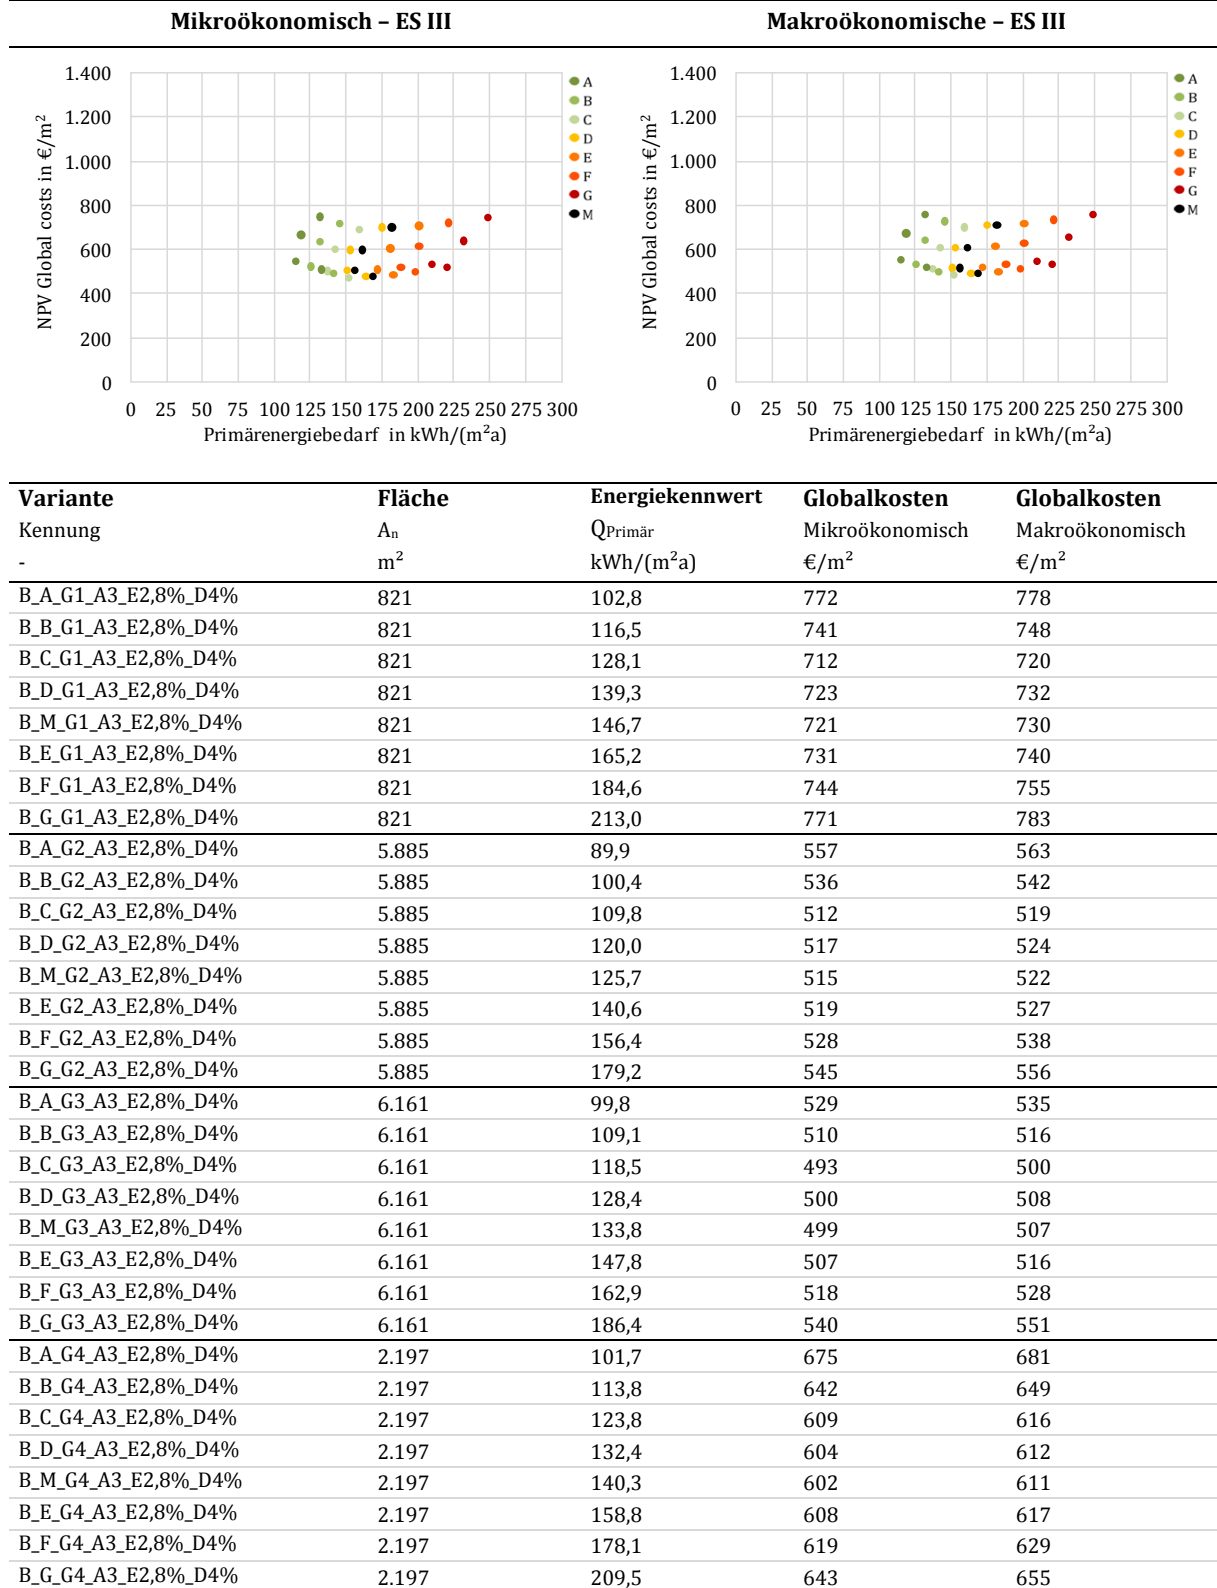 Mikroökonomisch – ES III
Makroökonomische – ES III
NPV Global costs in €/m²
1.400
1.200
1.000
800
600
400
200
0
0 25 50 75 100 125 150 175 200 225 250 275 300
Primärenergiebedarf in kWh/(m²a)
A
B
C
D
E
F
G
M
NPV Global costs in €/m²
1.400
1.200
1.000
800
600
400
200
0
0 25 50 75 100 125 150 175 200 225 250 275 300
Primärenergiebedarf in kWh/(m²a)
A
B
C
D
E
F
G
M
Variante Fläche Energiekennwert Globalkosten Globalkosten
Kennung An QPrimär Mikroökonomisch Makroökonomisch
- m² kWh/(m²a) €/m² €/m²
B_A_G1_A3_E2,8%_D4% 821 102,8 772 778
B_B_G1_A3_E2,8%_D4% 821 116,5 741 748
B_C_G1_A3_E2,8%_D4% 821 128,1 712 720
B_D_G1_A3_E2,8%_D4% 821 139,3 723 732
B_M_G1_A3_E2,8%_D4% 821 146,7 721 730
B_E_G1_A3_E2,8%_D4% 821 165,2 731 740
B_F_G1_A3_E2,8%_D4% 821 184,6 744 755
B_G_G1_A3_E2,8%_D4% 821 213,0 771 783
B_A_G2_A3_E2,8%_D4% 5.885 89,9 557 563
B_B_G2_A3_E2,8%_D4% 5.885 100,4 536 542
B_C_G2_A3_E2,8%_D4% 5.885 109,8 512 519
B_D_G2_A3_E2,8%_D4% 5.885 120,0 517 524
B_M_G2_A3_E2,8%_D4% 5.885 125,7 515 522
B_E_G2_A3_E2,8%_D4% 5.885 140,6 519 527
B_F_G2_A3_E2,8%_D4% 5.885 156,4 528 538
B_G_G2_A3_E2,8%_D4% 5.885 179,2 545 556
B_A_G3_A3_E2,8%_D4% 6.161 99,8 529 535
B_B_G3_A3_E2,8%_D4% 6.161 109,1 510 516
B_C_G3_A3_E2,8%_D4% 6.161 118,5 493 500
B_D_G3_A3_E2,8%_D4% 6.161 128,4 500 508
B_M_G3_A3_E2,8%_D4% 6.161 133,8 499 507
B_E_G3_A3_E2,8%_D4% 6.161 147,8 507 516
B_F_G3_A3_E2,8%_D4% 6.161 162,9 518 528
B_G_G3_A3_E2,8%_D4% 6.161 186,4 540 551
B_A_G4_A3_E2,8%_D4% 2.197 101,7 675 681
B_B_G4_A3_E2,8%_D4% 2.197 113,8 642 649
B_C_G4_A3_E2,8%_D4% 2.197 123,8 609 616
B_D_G4_A3_E2,8%_D4% 2.197 132,4 604 612
B_M_G4_A3_E2,8%_D4% 2.197 140,3 602 611
B_E_G4_A3_E2,8%_D4% 2.197 158,8 608 617
B_F_G4_A3_E2,8%_D4% 2.197 178,1 619 629
B_G_G4_A3_E2,8%_D4% 2.197 209,5 643 655